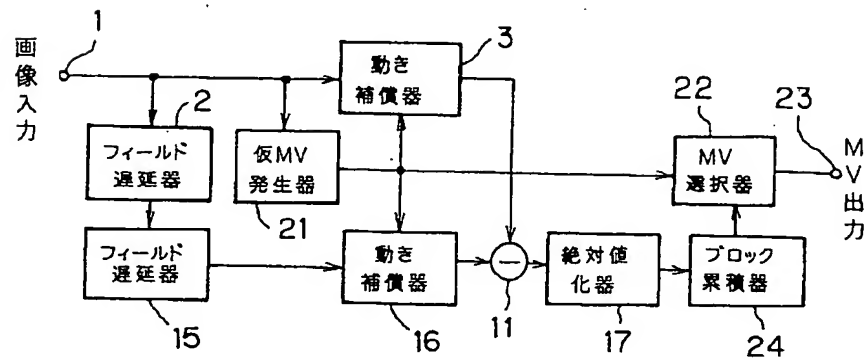 画像入力
1
2
フィールド
遅延器
フィールド
遅延器
15
仮MV
発生器
21
3
動き
補償器
動き
補償器
16
11
絶対値
化器
17
22
MV
選択器
ブロック
累積器
24
23
MV出力